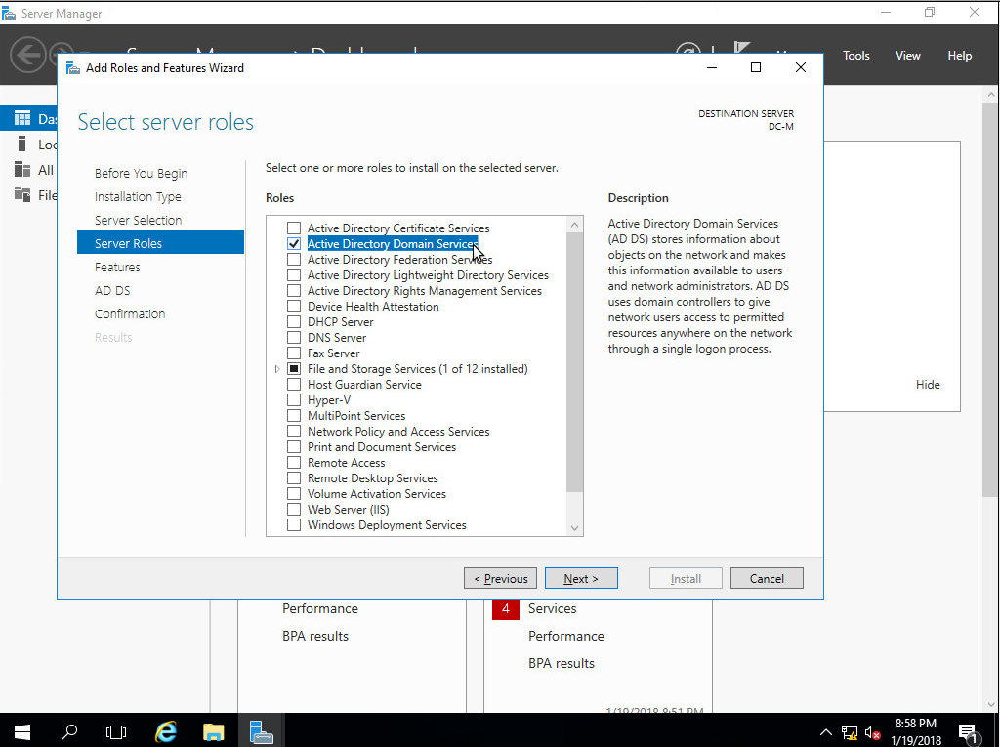 Server Manager
Tools View Help
Add Roles and Features Wizard
Select server roles
DESTINATION SERVER
DC-M
Before You Begin
Installation Type
Server Selection
Server Roles
Features
AD DS
Confirmation
Results
Select one or more roles to install on the selected server.
Roles
Active Directory Certificate Services
Active Directory Domain Services
Active Directory Federation Services
Active Directory Lightweight Directory Services
Active Directory Rights Management Services
Device Health Attestation
DHCP Server
DNS Server
Fax Server
File and Storage Services (1 of 12 installed)
Host Guardian Service
Hyper-V
MultiPoint Services
Network Policy and Access Services
Print and Document Services
Remote Access
Remote Desktop Services
Volume Activation Services
Web Server (IIS)
Windows Deployment Services
Description
Active Directory Domain Services
(AD DS) stores information about
objects on the network and makes
this information available to users
and network administrators. AD DS
uses domain controllers to give
network users access to permitted
resources anywhere on the network
through a single logon process.
Hide
< Previous
Next >
Install
Cancel
Performance
BPA results
4 Services
Performance
BPA results
1/19/2018 8:51 PM
8:58 PM
1/19/2018
1